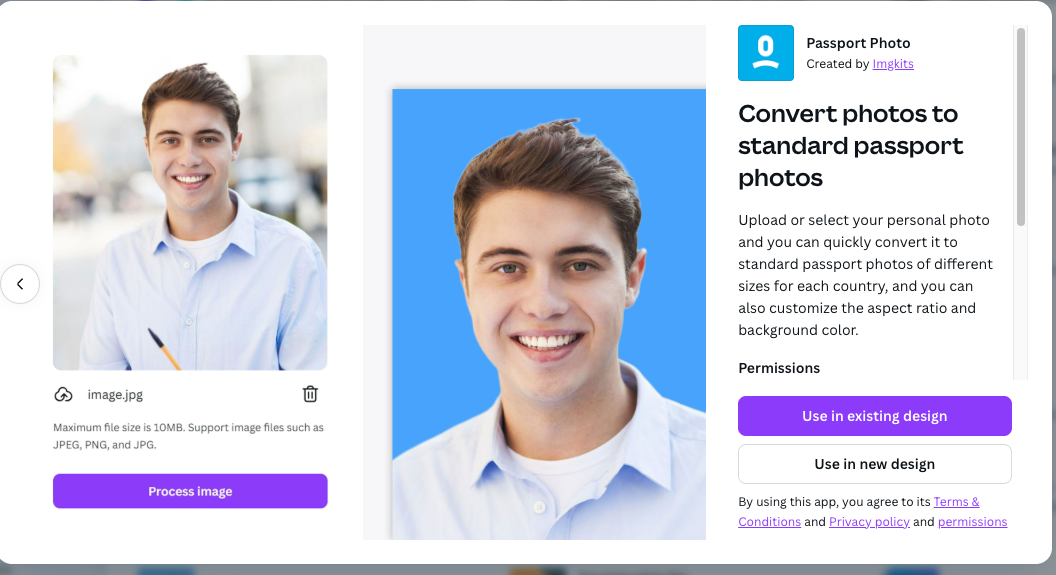 image.jpg
Maximum file size is 10MB. Support image files such as
JPEG, PNG, and JPG.
Process image
Passport Photo
Created by Imgkits
Convert photos to
standard passport
photos
Upload or select your personal photo
and you can quickly convert it to
standard passport photos of different
sizes for each country, and you can
also customize the aspect ratio and
background color.
Permissions
Use in existing design
Use in new design
By using this app, you agree to its Terms &
Conditions and Privacy policy and permissions